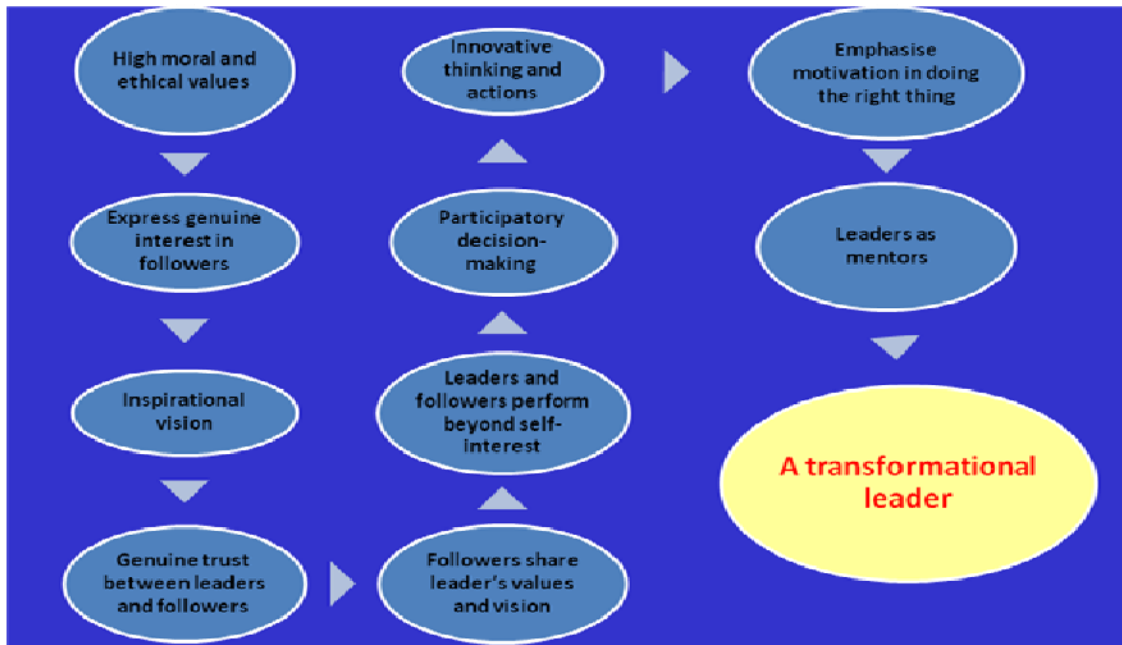 High moral and
ethical values
Express genuine
interest in
followers
Inspirational
vision
Genuine trust
between leaders
and followers
Followers share
leader's values
and vision
Leaders and
followers perform
beyond self-
interest
Participatory
decision-
making
Innovative
thinking and
actions
Emphasise
motivation in doing
the right thing
Leaders as
mentors
A transformational
leader